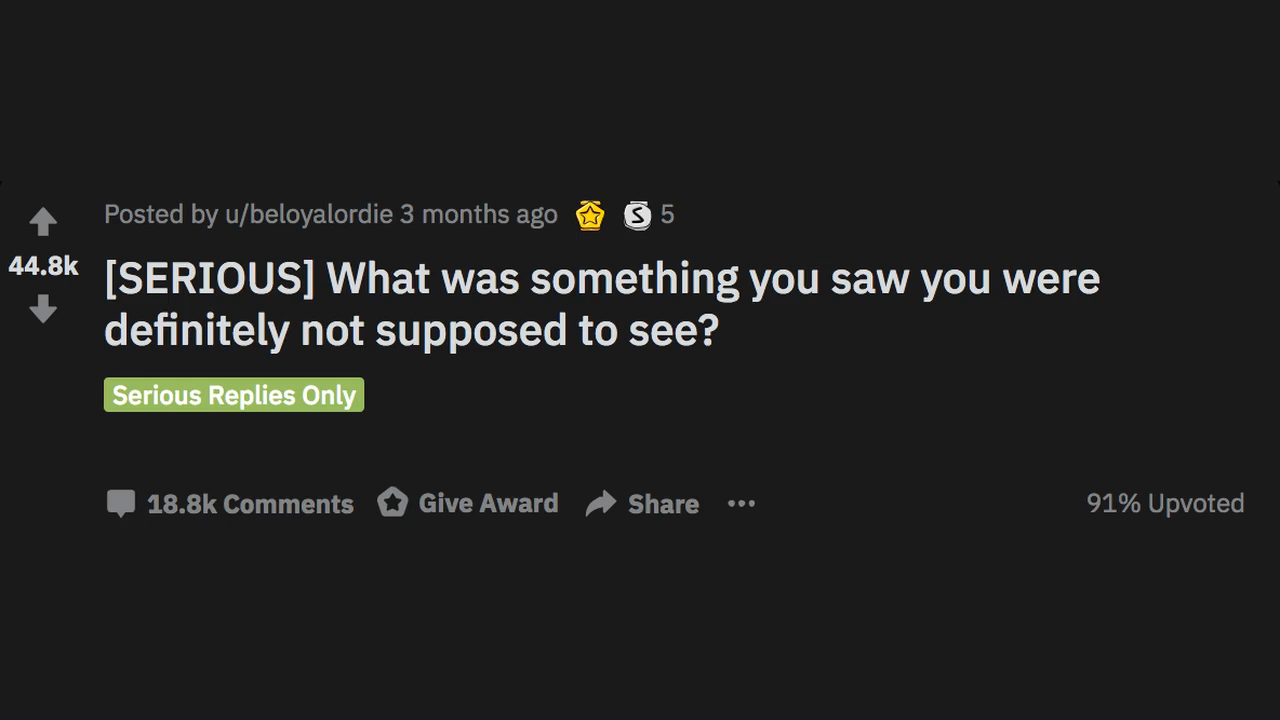 Posted by u/beloyalordie 3 months ago S 5
44.8k
[SERIOUS] What was something you saw you were
definitely not supposed to see?
Serious Replies Only
18.8k Comments Give Award Share ••• 91% Upvoted